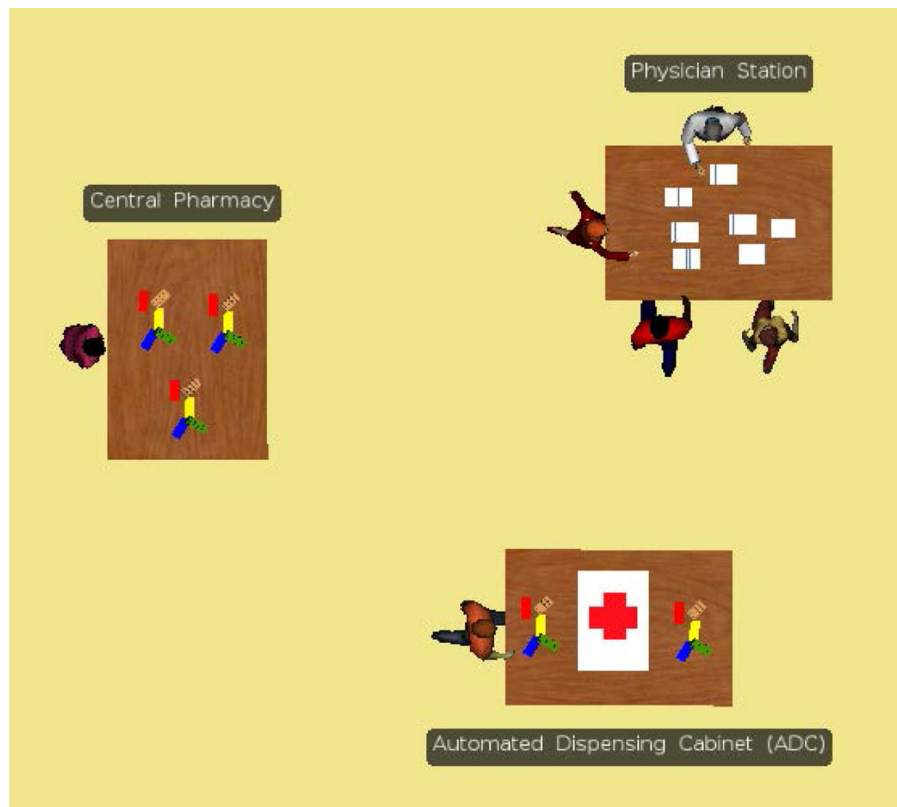 Physician Station
Central Pharmacy
Automated Dispensing Cabinet (ADC)